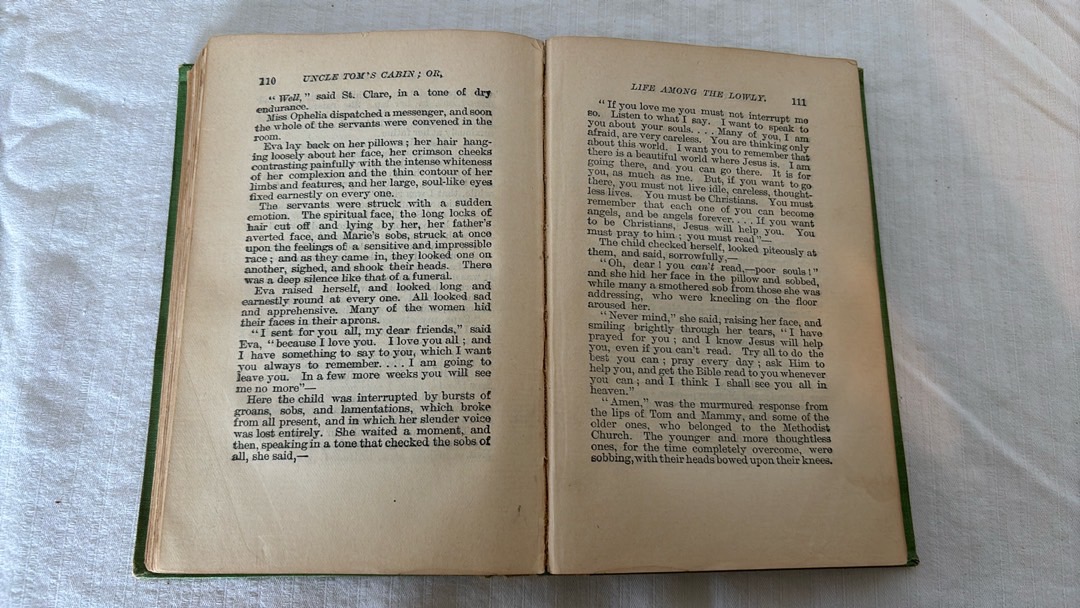 110 UNCLE TOM'S CABIN; OR,
"Well," said St. Clare, in a tone of dry
endurance.
Miss Ophelia dispatched a messenger, and soon
the whole of the servants were convened in the
room.
Eva lay back on her pillows; her hair hang-
ing loosely about her face, her crimson cheeks
contrasting painfully with the intense whiteness
of her complexion and the thin contour of her
limbs and features, and her large, soul-like eyes
fixed earnestly on every one.
The servants were struck with a sudden
emotion. The spiritual face, the long locks of
hair cut off and lying by her, her father's
averted face, and Marie's sobs, struck at once
upon the feelings of a sensitive and impressible
race; and as they came in, they looked one on
another, sighed, and shook their heads. There
was a deep silence like that of a funeral.
Eva raised herself, and looked long and
earnestly round at every one. All looked sad
and apprehensive. Many of the women hid
their faces in their aprons.
"I sent for you all, my dear friends," said
Eva, "because I love you. I love you all; and
I have something to say to you, which I want
you always to remember.... I am going to
leave you. In a few more weeks you will see
me no more"—
Here the child was interrupted by bursts of
groans, sobs, and lamentations, which broke
from all present, and in which her slender voice
was lost entirely. She waited a moment, and
then, speaking in a tone that checked the sobs of
all, she said,—
LIFE AMONG THE LOWLY. 111
"If you love me you must not interrupt me
so. Listen to what I say. I want to speak to
you about your souls.... Many of you, I am
afraid, are very careless. You are thinking only
about this world. I want you to remember that
there is a beautiful world where Jesus is. I am
going there, and you can go there. It is for
you, as much as me. But, if you want to go
there, you must not live idle, careless, thought-
less lives. You must be Christians. You must
remember that each one of you can become
angels, and be angels forever.... If you want
to be Christians, Jesus will help you. You
must pray to him; you must read"—
The child checked herself, looked piteously at
them, and said, sorrowfully,—
"Oh, dear! you can't read,—poor souls!"
and she hid her face in the pillow and sobbed,
while many a smothered sob from those she was
addressing, who were kneeling on the floor
aroused her.
"Never mind," she said, raising her face, and
smiling brightly through her tears, "I have
prayed for you; and I know Jesus will help
you, even if you can't read. Try all to do the
best you can; pray every day; ask Him to
help you, and get the Bible read to you whenever
you can; and I think I shall see you all in
heaven."
"Amen," was the murmured response from
the lips of Tom and Mammy, and some of the
older ones, who belonged to the Methodist
Church. The younger and more thoughtless
ones, for the time completely overcome, were
sobbing, with their heads bowed upon their knees.